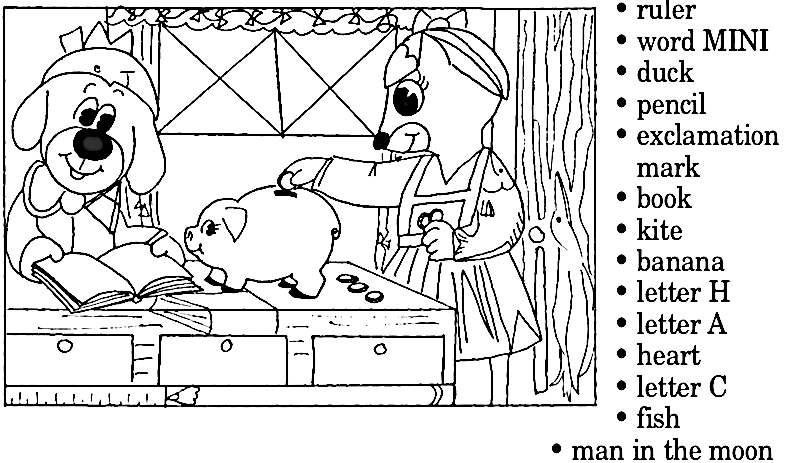 • ruler
• word MINI
• duck
• pencil
• exclamation
mark
• book
• kite
• banana
• letter H
• letter A
• heart
• letter C
• fish
• man in the moon